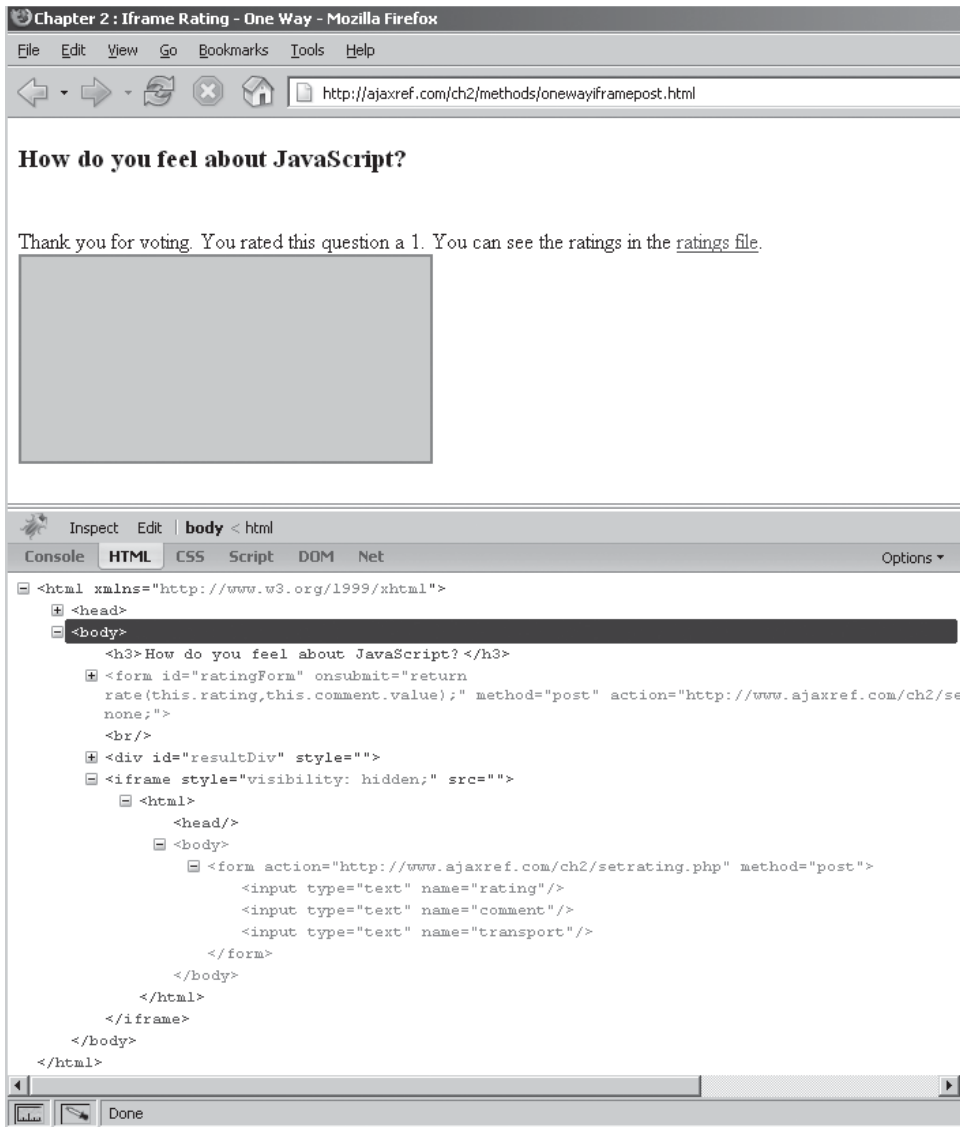 Chapter 2 : Iframe Rating - One Way - Mozilla Firefox
File Edit View Go Bookmarks Tools Help
http://ajaxref.com/ch2/methods/onewayiframepost.html
How do you feel about JavaScript?
Thank you for voting. You rated this question a 1. You can see the ratings in the ratings file.
Inspect Edit | body < html
Console HTML CSS Script DOM Net Options
<html xmlns="http://www.w3.org/1999/xhtml">
<head>
<body>
<h3>How do you feel about JavaScript?</h3>
<form id="ratingForm" onsubmit="return
rate(this.rating,this.comment.value);" method="post" action="http://www.ajaxref.com/ch2/se
none;">
<br/>
<div id="resultDiv" style="">
<iframe style="visibility: hidden;" src="">
<html>
<head/>
<body>
<form action="http://www.ajaxref.com/ch2/setrating.php" method="post">
<input type="text" name="rating"/>
<input type="text" name="comment"/>
<input type="text" name="transport"/>
</form>
</body>
</html>
</iframe>
</body>
</html>
Done